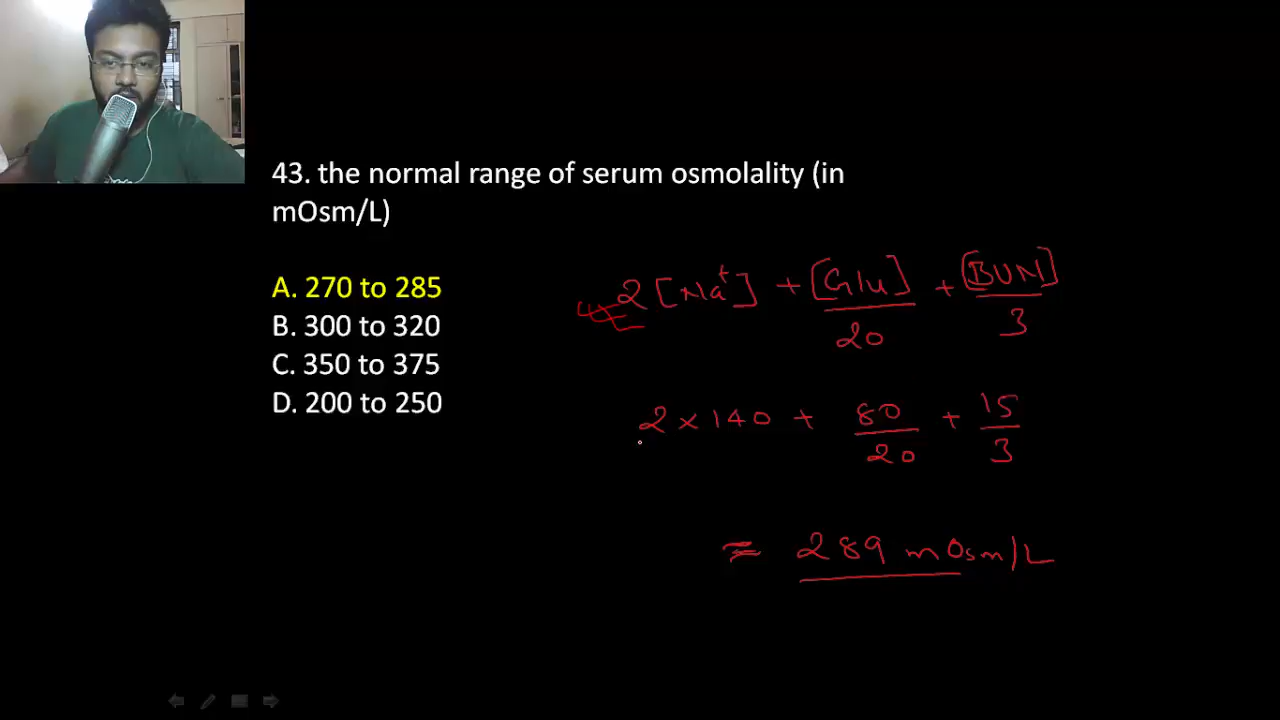 43. the normal range of serum osmolality (in
mOsm/L)
A. 270 to 285
B. 300 to 320
C. 350 to 375
D. 200 to 250
2 [Na+] + [Glu]/20 + [BUN]/3
2 × 140 + 80/20 + 15/3
= 289 mOsm/L